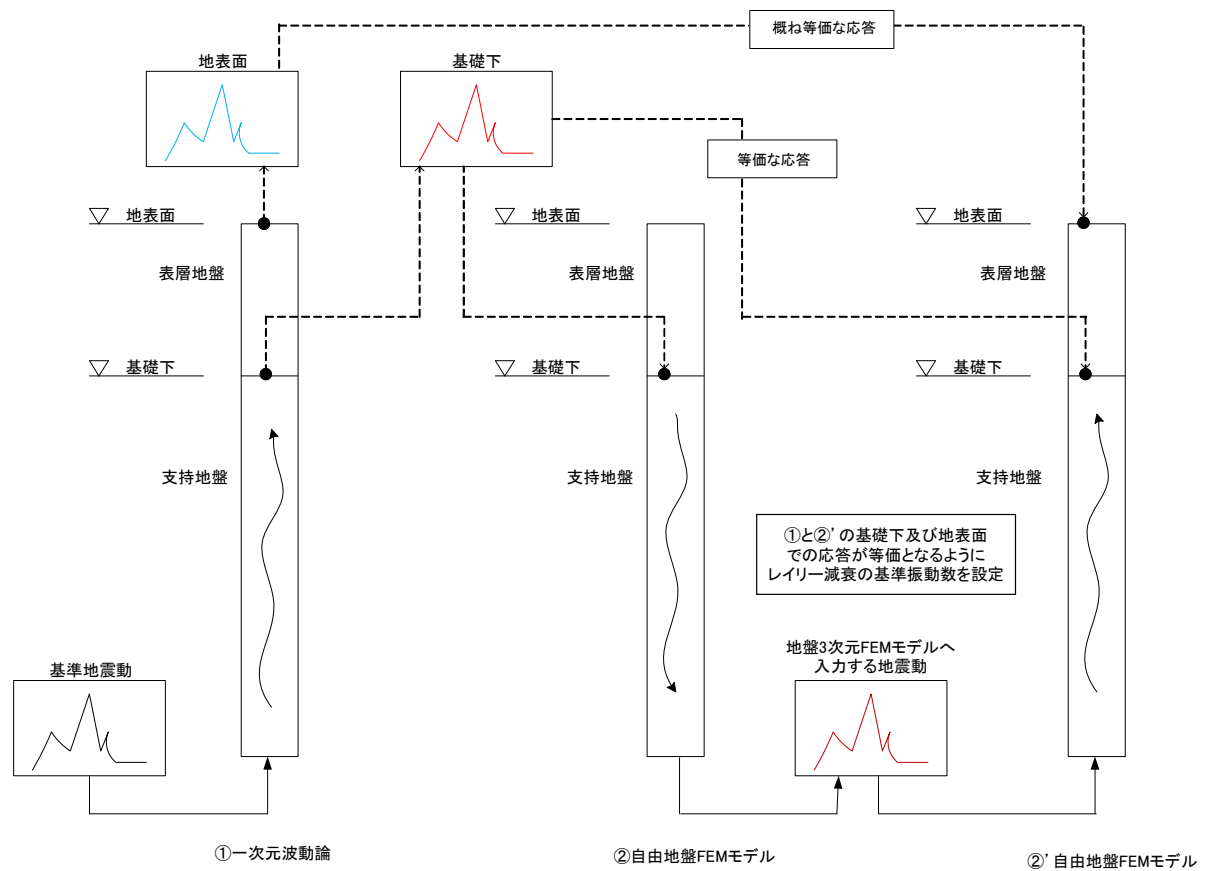 概ね等価な応答
地表面
基礎下
等価な応答
地表面
地表面
地表面
表層地盤
表層地盤
表層地盤
基礎下
基礎下
基礎下
支持地盤
支持地盤
支持地盤
①と②’の基礎下及び地表面
での応答が等価となるように
レイリー減衰の基準振動数を設定
基準地震動
地盤3次元FEMモデルへ
入力する地震動
①一次元波動論
②自由地盤FEMモデル
②’自由地盤FEMモデル